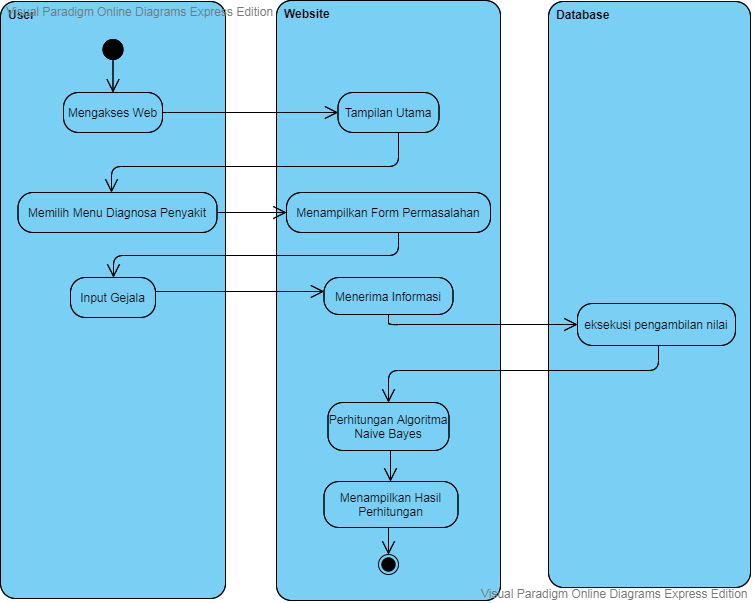 Visual Paradigm Online Diagrams Express Edition
User
Website
Database
Mengakses Web
Tampilan Utama
Memilih Menu Diagnosa Penyakit
Menampilkan Form Permasalahan
Input Gejala
Menerima Informasi
eksekusi pengambilan nilai
Perhitungan Algoritma
Naive Bayes
Menampilkan Hasil
Perhitungan
Visual Paradigm Online Diagrams Express Edition